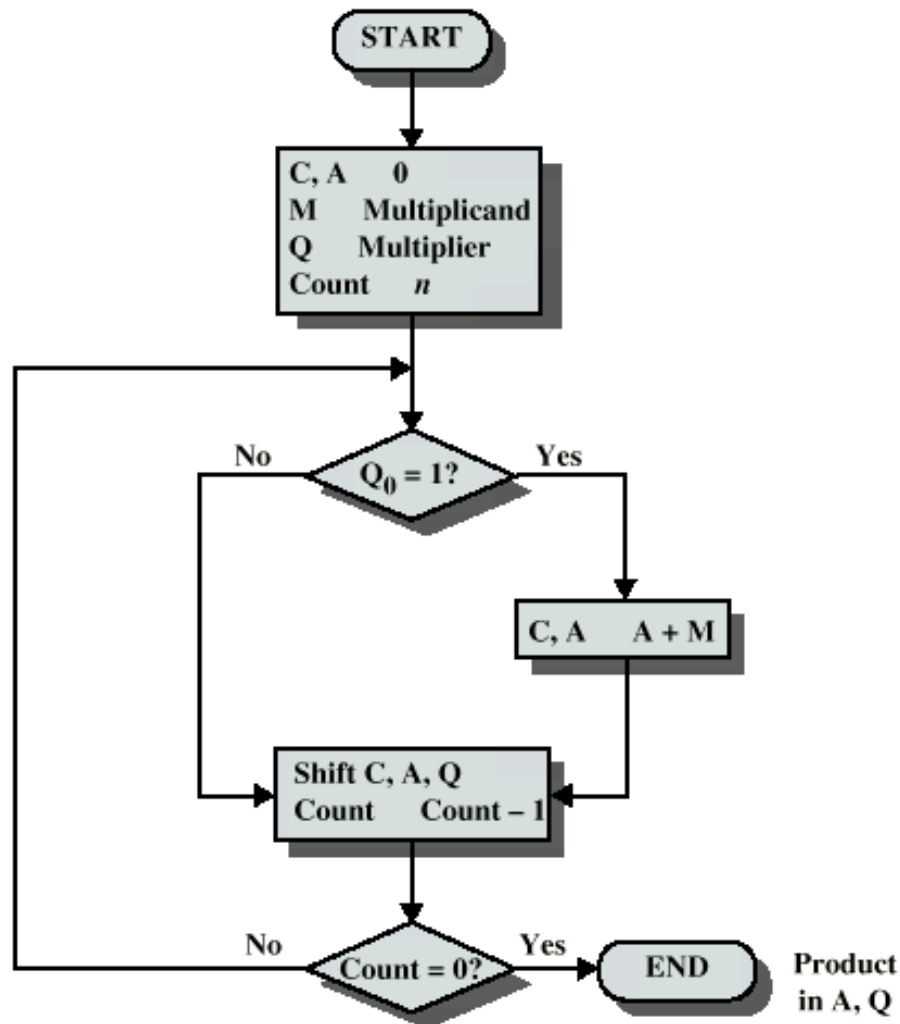 START
C, A 0
M Multiplicand
Q Multiplier
Count n
No
Q0 = 1?
Yes
C, A A + M
Shift C, A, Q
Count Count – 1
No
Count = 0?
Yes
END
Product
in A, Q